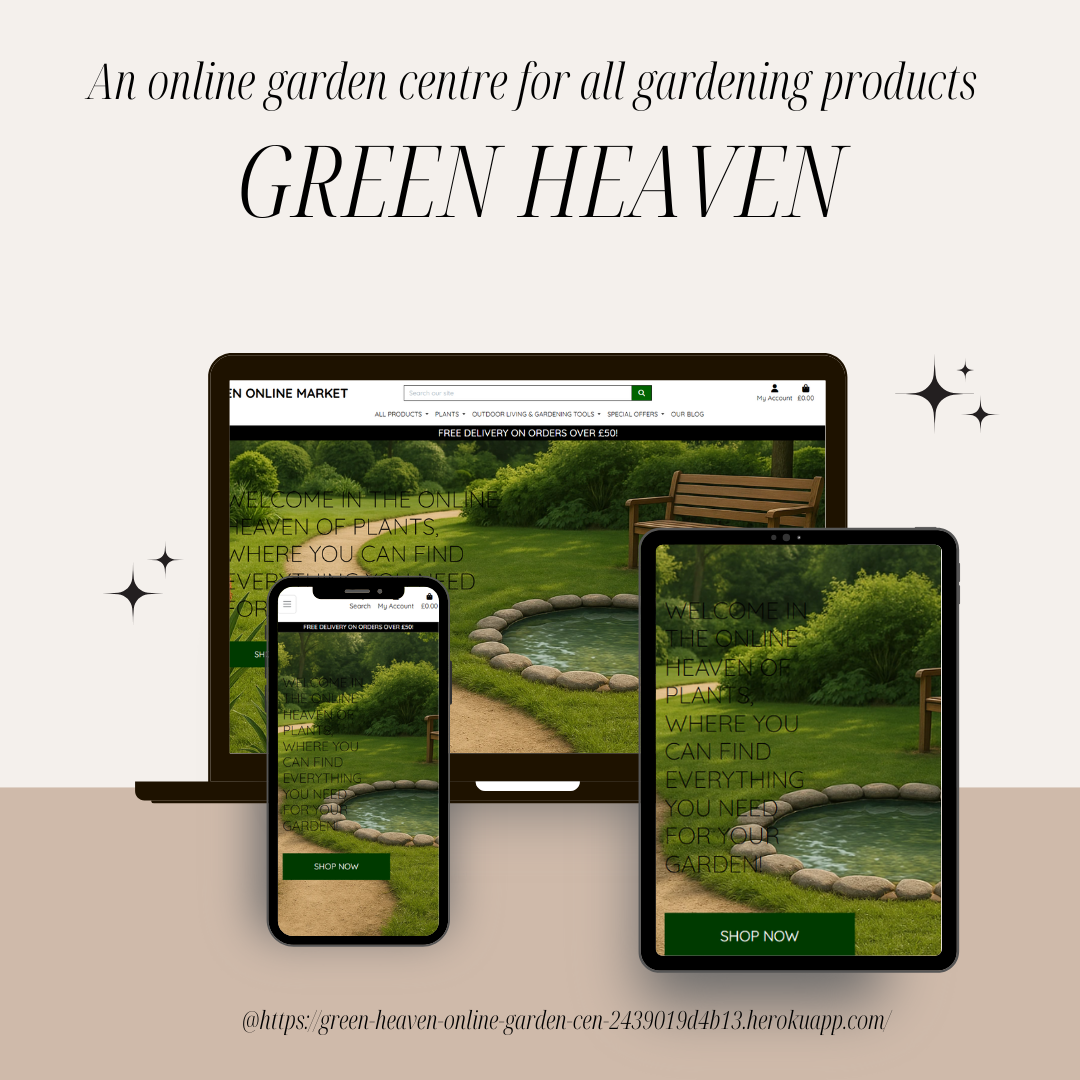 An online garden centre for all gardening products
GREEN HEAVEN
EN ONLINE MARKET
Search our site
My Account £0.00
ALL PRODUCTS PLANTS OUTDOOR LIVING & GARDENING TOOLS SPECIAL OFFERS OUR BLOG
FREE DELIVERY ON ORDERS OVER £50!
WELCOME IN THE ONLINE
HEAVEN OF PLANTS,
WHERE YOU CAN FIND
EVERYTHING YOU NEED
FOR
SH
Search My Account £0.00
FREE DELIVERY ON ORDERS OVER £50!
WELCOME IN
THE ONLINE
HEAVEN OF
PLANTS,
WHERE YOU
CAN FIND
EVERYTHING
YOU NEED
FOR YOUR
GARDEN!
SHOP NOW
WELCOME IN
THE ONLINE
HEAVEN OF
PLANTS,
WHERE YOU
CAN FIND
EVERYTHING
YOU NEED
FOR YOUR
GARDEN!
SHOP NOW
@https://green-heaven-online-garden-cen-2439019d4b13.herokuapp.com/